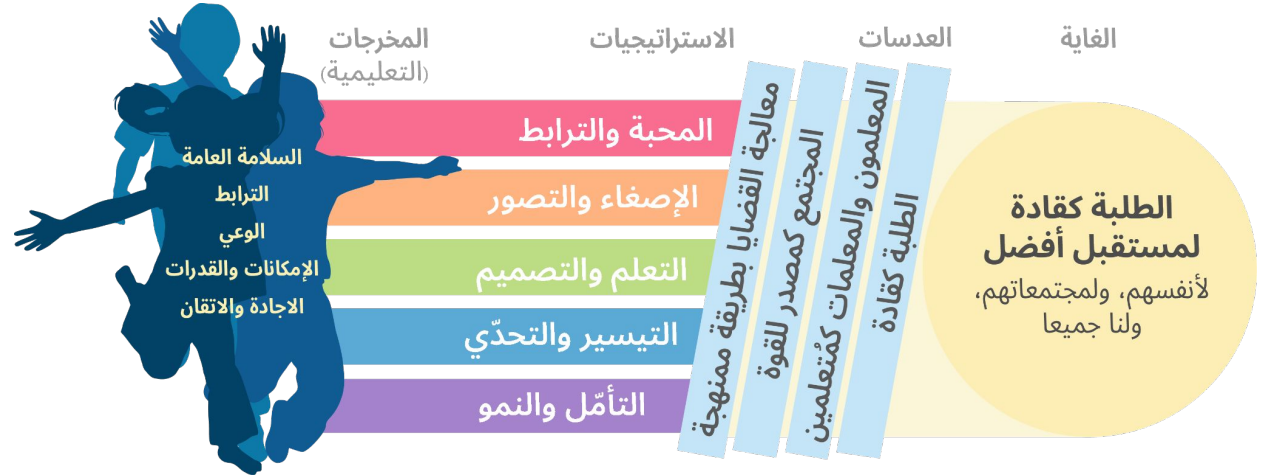 الغاية
العدسات
الاستراتيجيات
المخرجات
(التعليمية)
الطلبة كقادة
لمستقبل أفضل
لأنفسهم، ولمجتمعاتهم،
ولنا جميعا
الطلبة كقادة
المعلمون والمعلمات كمُتعلمين
المجتمع كمصدر للقوة
معالجة القضايا بطريقة ممنهجة
المحبة والترابط
الإصغاء والتصور
التعلم والتصميم
التيسير والتحدّي
التأمّل والنمو
السلامة العامة
الترابط
الوعي
الإمكانات والقدرات
الاجادة والاتقان